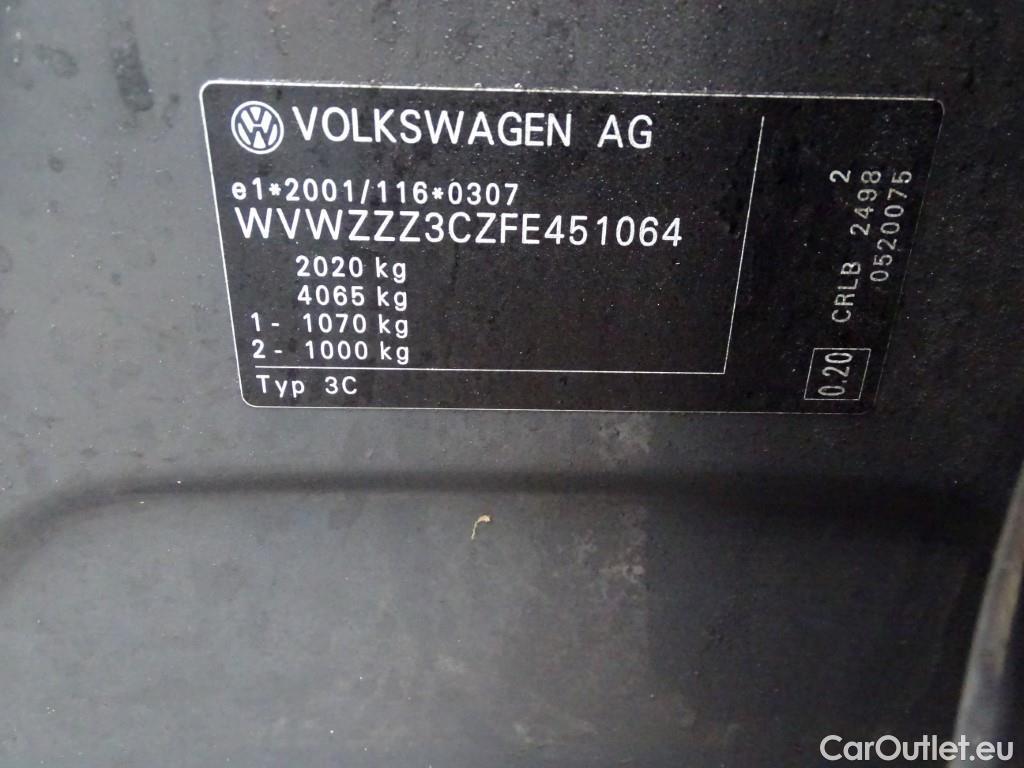 VOLKSWAGEN AG
e1*2001/116*0307
WVWZZZ3CZFE451064
2020 kg
4065 kg
1 - 1070 kg
2 - 1000 kg
Typ 3C
0.20 CRLB 2498 2
0520075
CarOutlet.eu